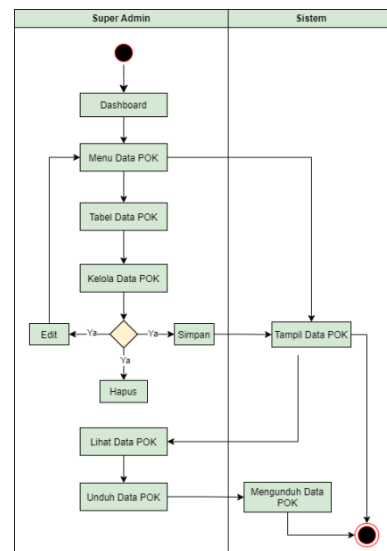 Super Admin
Sistem
Dashboard
Menu Data POK
Tabel Data POK
Kelola Data POK
Edit
Ya
Ya
Simpan
Tampil Data POK
Ya
Hapus
Lihat Data POK
Unduh Data POK
Mengunduh Data
POK